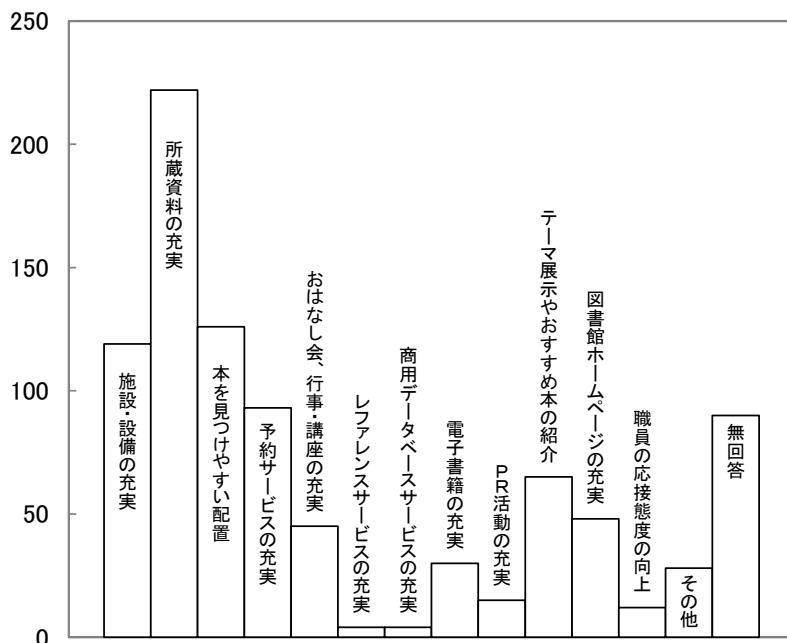 250
200
150
100
50
0
施設・設備の充実
所蔵資料の充実
本を見つけやすい配置
予約サービスの充実
おはなし会、行事・講座の充実
レファレンスサービスの充実
商用データベースサービスの充実
電子書籍の充実
PR活動の充実
テーマ展示やおすすめ本の紹介
図書館ホームページの充実
職員の応接態度の向上
その他
無回答